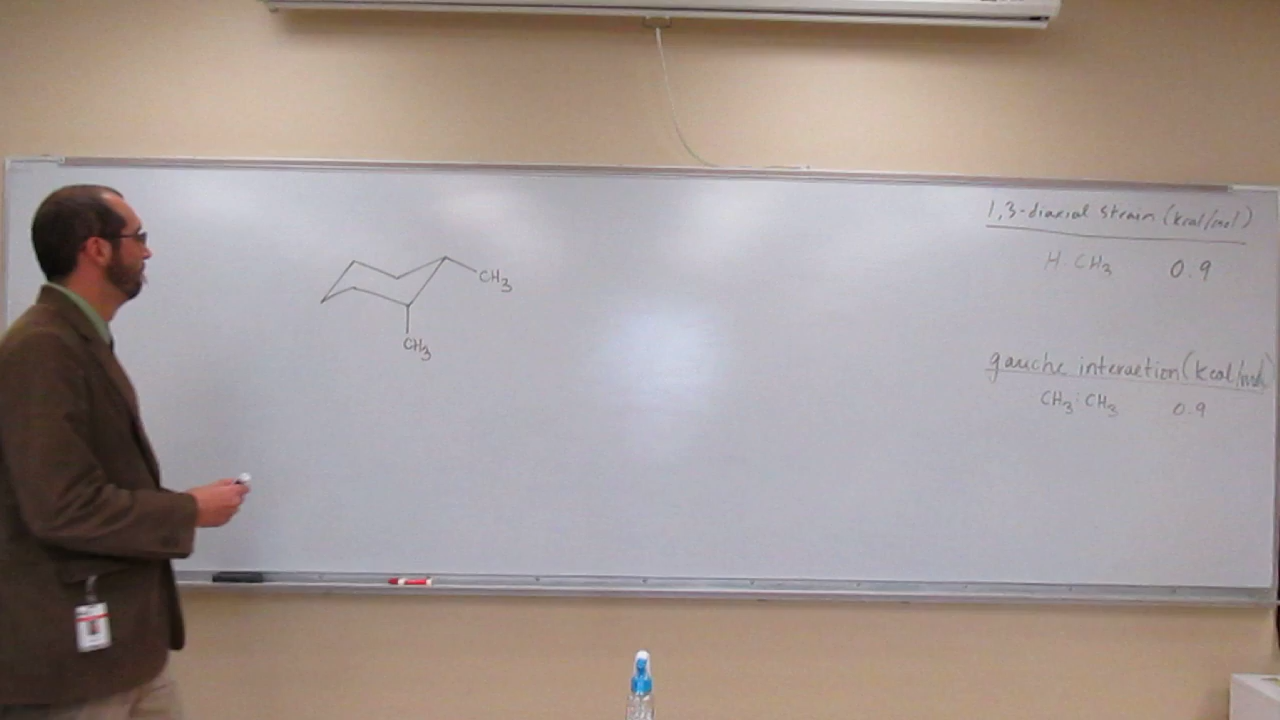 1,3-diaxial strain (kcal/mol)
H CH3 0.9
CH3
CH3
gauche interaction (kcal/mol)
CH3:CH3 0.9